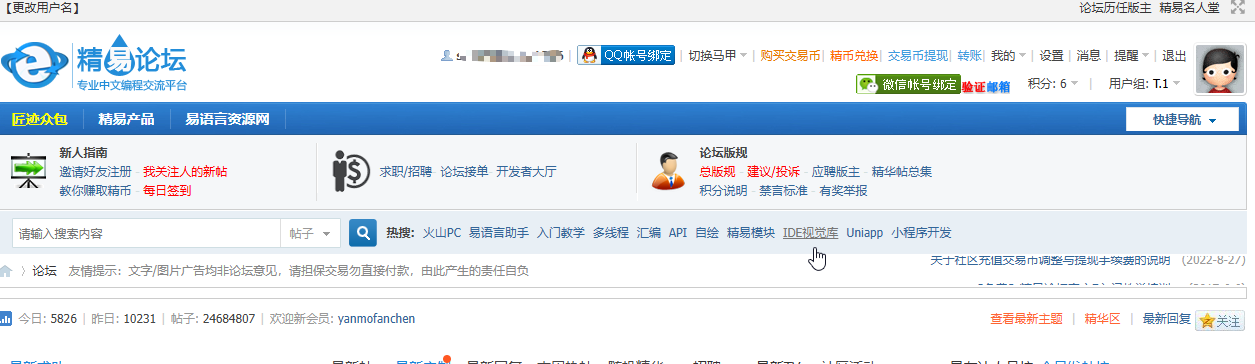 【更改用户名】 论坛历任版主 精易名人堂
精易论坛
专业中文编程交流平台
QQ帐号绑定 | 切换马甲 | 购买交易币 | 精币兑换 | 交易币提现 | 转账 | 我的 | 设置 | 消息 | 提醒 | 退出
微信帐号绑定 验证邮箱 积分: 6 | 用户组: T.1
匠迹众包 精易产品 易语言资源网 快捷导航
新人指南
邀请好友注册 - 我关注人的新帖
教你赚取精币 - 每日签到
求职/招聘 - 论坛接单 - 开发者大厅
论坛版规
总版规 - 建议/投诉 - 应聘版主 - 精华帖总集
积分说明 - 禁言标准 - 有奖举报
请输入搜索内容 帖子 热搜: 火山PC 易语言助手 入门教学 多线程 汇编 API 自绘 精易模块 IDE视觉库 Uniapp 小程序开发
论坛 友情提示: 文字/图片广告均非论坛意见，请担保交易勿直接付款，由此产生的责任自负
关于社区充值交易币调整与提现手续费的说明 (2022-8-27)
今日: 5826 | 昨日: 10231 | 帖子: 24684807 | 欢迎新会员: yanmofanchen
查看最新主题 | 精华区 | 最新回复 关注